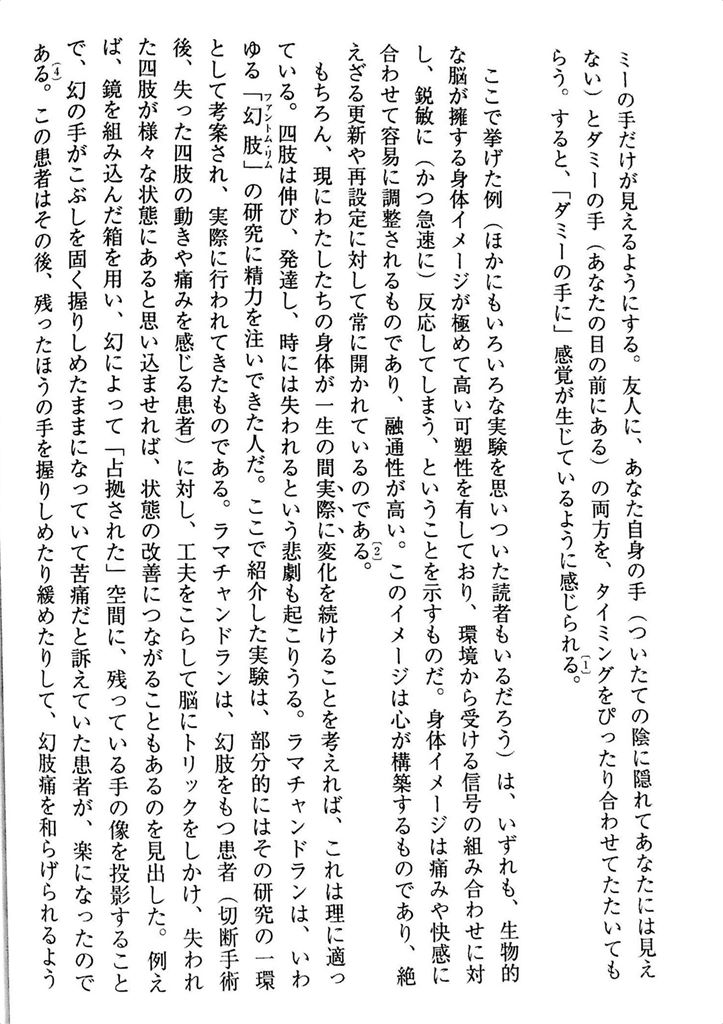 ミーの手だけが見えるようにする。友人に、あなた自身の手（ついたての陰に隠れてあなたには見え
ない）とダミーの手（あなたの目の前にある）の両方を、タイミングをぴったり合わせてたたいても
らう。すると、「ダミーの手に」感覚が生じているように感じられる。(1)
ここで挙げた例（ほかにもいろいろな実験を思いついた読者もいるだろう）は、いずれも、生物的
な脳が擁する身体イメージが極めて高い可塑性を有しており、環境から受ける信号の組み合わせに対
し、鋭敏に（かつ急速に）反応してしまう、ということを示すものだ。身体イメージは痛みや快感に
合わせて容易に調整されるものであり、融通性が高い。このイメージは心が構築するものであり、絶
えざる更新や再設定に対して常に開かれているのである。(2)
もちろん、現にわたしたちの身体が一生の間実際に変化を続けることを考えれば、これは理に適っ
ている。四肢は伸び、発達し、時には失われるという悲劇も起こりうる。ラマチャンドランは、いわ
ゆる「幻肢」の研究に精力を注いできた人だ。ここで紹介した実験は、部分的にはその研究の一環
ファントム・リム
として考案され、実際に行われてきたものである。ラマチャンドランは、幻肢をもつ患者（切断手術
後、失った四肢の動きや痛みを感じる患者）に対し、工夫をこらして脳にトリックをしかけ、失われ
た四肢が様々な状態にあると思い込ませれば、状態の改善につながることもあるのを見出した。例え
ば、鏡を組み込んだ箱を用い、幻によって「占拠された」空間に、残っている手の像を投影すること
で、幻の手がこぶしを固く握りしめたままになっていて苦痛だと訴えていた患者が、楽になったので
ある。(4)この患者はその後、残ったほうの手を握りしめたり緩めたりして、幻肢痛を和らげられるよう